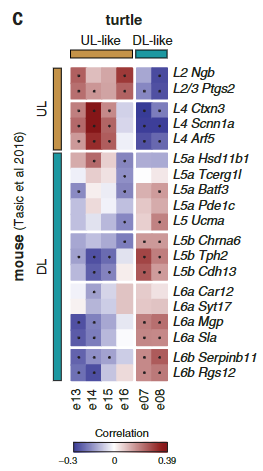 C
turtle
UL-like DL-like
UL
DL
mouse (Tasic et al 2016)
L2 Ngb
L2/3 Ptgs2
L4 Ctxn3
L4 Scnn1a
L4 Arf5
L5a Hsd11b1
L5a Tcerg1l
L5a Batf3
L5a Pde1c
L5 Ucma
L5b Chrna6
L5b Tph2
L5b Cdh13
L6a Car12
L6a Syt17
L6a Mgp
L6a Sla
L6b Serpinb11
L6b Rgs12
e13 e14 e15 e16 e07 e08
Correlation
−0.3 0 0.39